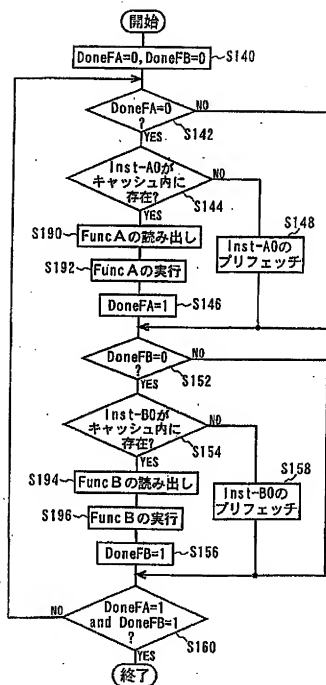 開始
DoneFA=0,DoneFB=0
S140
DoneFA=0
?
NO
S142
YES
Inst-A0が
キャッシュ内に
存在?
NO
S144
YES
S148
Inst-A0の
プリフェッチ
S190
FuncAの読み出し
S192
FuncAの実行
DoneFA=1
S146
DoneFB=0
?
NO
S152
YES
Inst-B0が
キャッシュ内に
存在?
NO
S154
YES
S158
Inst-B0の
プリフェッチ
S194
FuncBの読み出し
S196
FuncBの実行
DoneFB=1
S156
NO
DoneFA=1
and DoneFB=1
?
S160
YES
終了